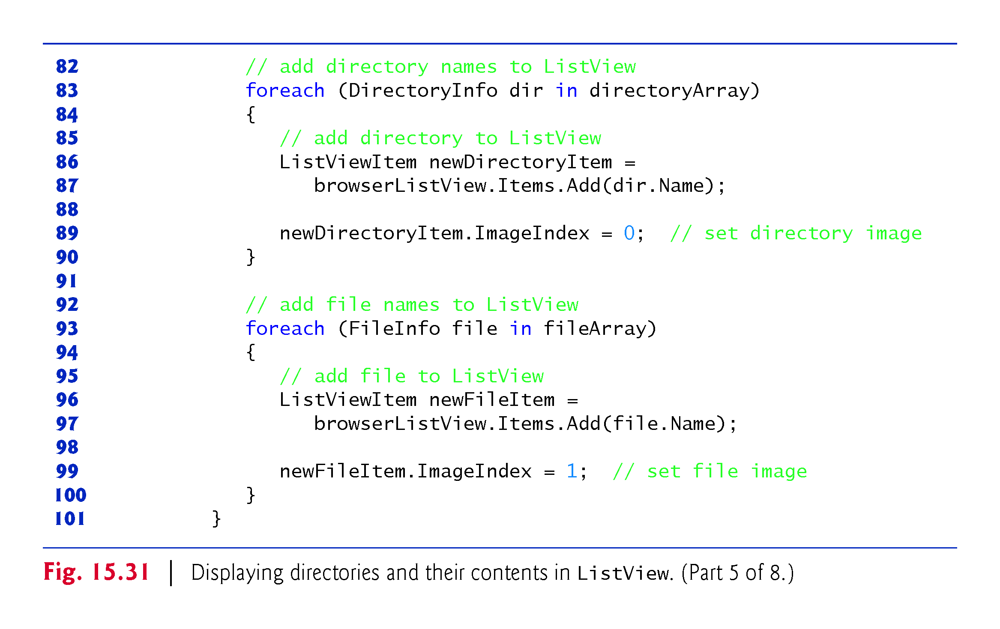 82 // add directory names to ListView
83 foreach (DirectoryInfo dir in directoryArray)
84 {
85 // add directory to ListView
86 ListViewItem newDirectoryItem =
87 browserListView.Items.Add(dir.Name);
88
89 newDirectoryItem.ImageIndex = 0; // set directory image
90 }
91
92 // add file names to ListView
93 foreach (FileInfo file in fileArray)
94 {
95 // add file to ListView
96 ListViewItem newFileItem =
97 browserListView.Items.Add(file.Name);
98
99 newFileItem.ImageIndex = 1; // set file image
100 }
101 }
Fig. 15.31 | Displaying directories and their contents in ListView. (Part 5 of 8.)